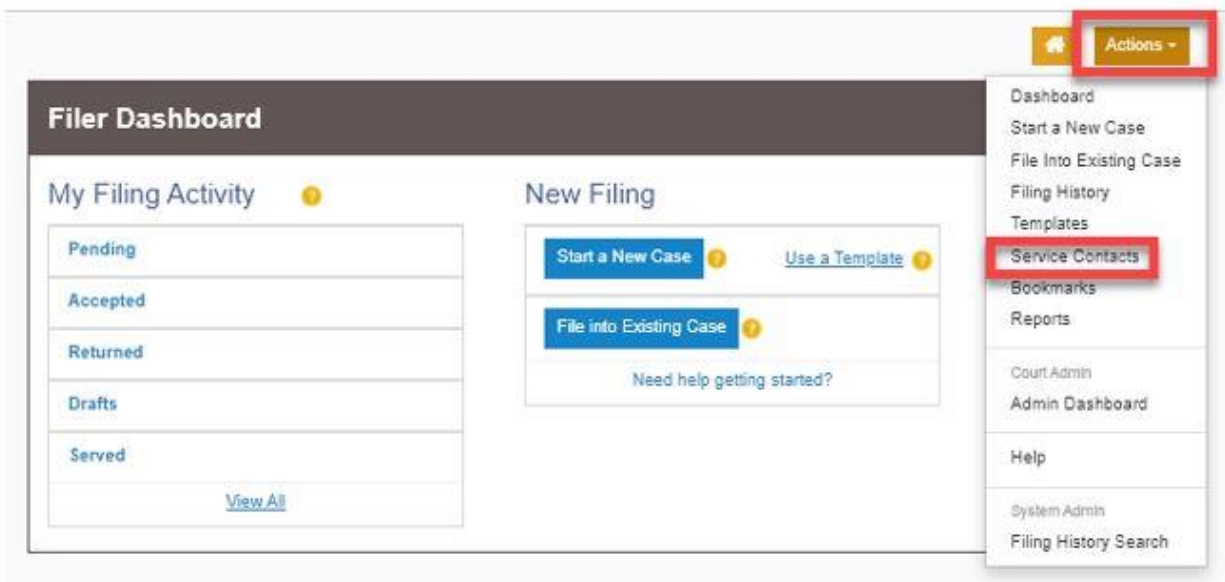 Actions
Filer Dashboard
My Filing Activity ?
Pending
Accepted
Returned
Drafts
Served
View All
New Filing
Start a New Case ? Use a Template ?
File into Existing Case ?
Need help getting started?
Dashboard
Start a New Case
File Into Existing Case
Filing History
Templates
Service Contacts
Bookmarks
Reports
Court Admin
Admin Dashboard
Help
System Admin
Filing History Search